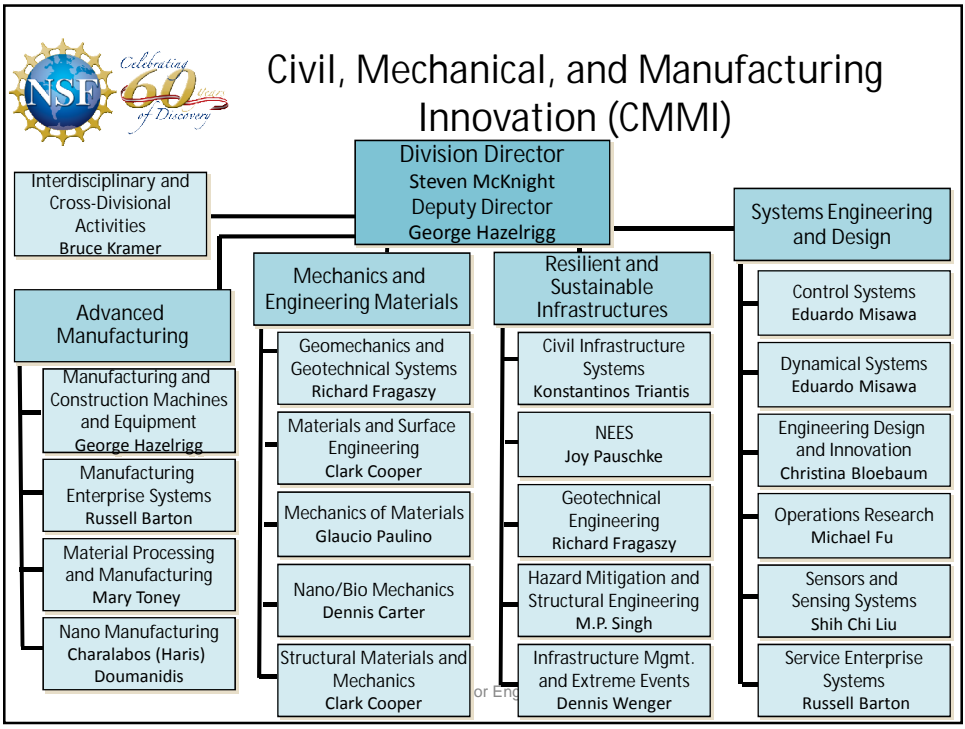 NSF
Celebrating
60 Years
of Discovery
Civil, Mechanical, and Manufacturing
Innovation (CMMI)
Division Director
Steven McKnight
Deputy Director
George Hazelrigg
Interdisciplinary and
Cross-Divisional
Activities
Bruce Kramer
Advanced
Manufacturing
Manufacturing and
Construction Machines
and Equipment
George Hazelrigg
Manufacturing
Enterprise Systems
Russell Barton
Material Processing
and Manufacturing
Mary Toney
Nano Manufacturing
Charalabos (Haris)
Doumanidis
Mechanics and
Engineering Materials
Geomechanics and
Geotechnical Systems
Richard Fragaszy
Materials and Surface
Engineering
Clark Cooper
Mechanics of Materials
Glaucio Paulino
Nano/Bio Mechanics
Dennis Carter
Structural Materials and
Mechanics
Clark Cooper
Resilient and
Sustainable
Infrastructures
Civil Infrastructure
Systems
Konstantinos Triantis
NEES
Joy Pauschke
Geotechnical
Engineering
Richard Fragaszy
Hazard Mitigation and
Structural Engineering
M.P. Singh
Infrastructure Mgmt.
and Extreme Events
Dennis Wenger
Systems Engineering
and Design
Control Systems
Eduardo Misawa
Dynamical Systems
Eduardo Misawa
Engineering Design
and Innovation
Christina Bloebaum
Operations Research
Michael Fu
Sensors and
Sensing Systems
Shih Chi Liu
Service Enterprise
Systems
Russell Barton